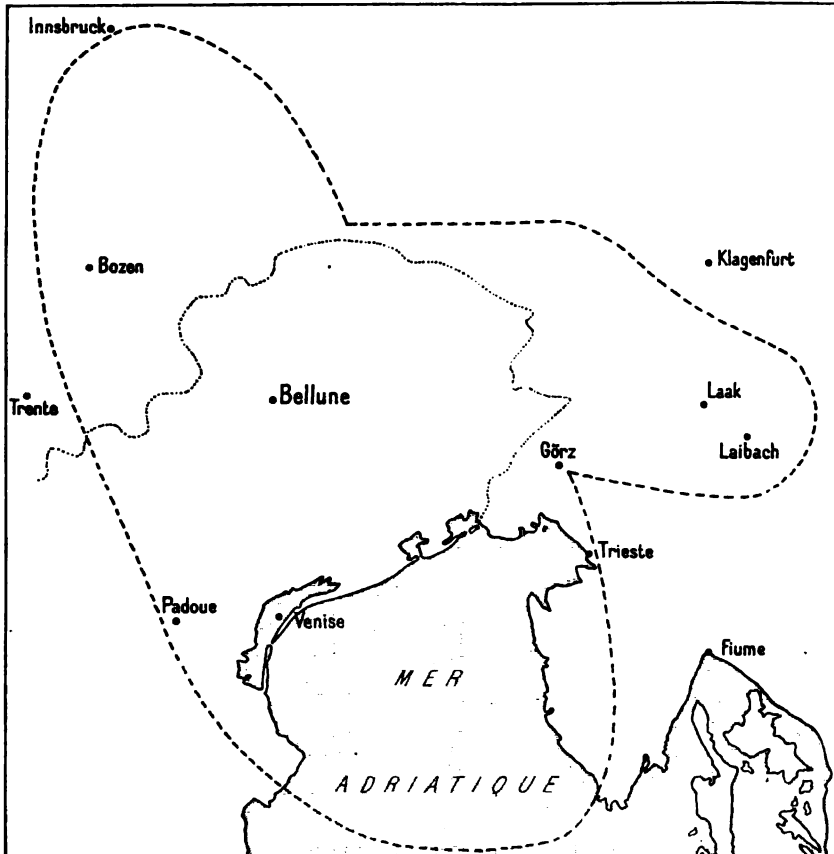 Innsbruck
Bozen
Klagenfurt
Trente
Bellune
Laak
Görz
Laibach
Trieste
Padoue
Venise
Fiume
MER
ADRIATIQUE